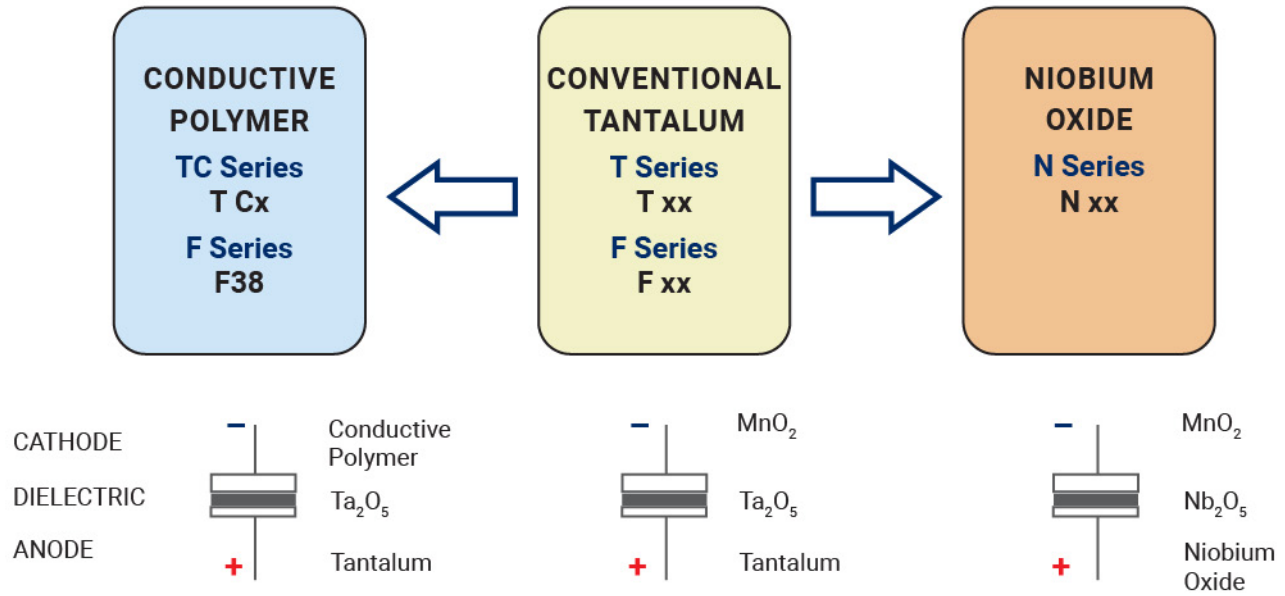 CONDUCTIVE
POLYMER
TC Series
T Cx
F Series
F38
CONVENTIONAL
TANTALUM
T Series
T xx
F Series
F xx
NIOBIUM
OXIDE
N Series
N xx
CATHODE
DIELECTRIC
ANODE
−
Conductive
Polymer
Ta₂O₅
+
Tantalum
−
MnO₂
Ta₂O₅
+
Tantalum
−
MnO₂
Nb₂O₅
+
Niobium
Oxide